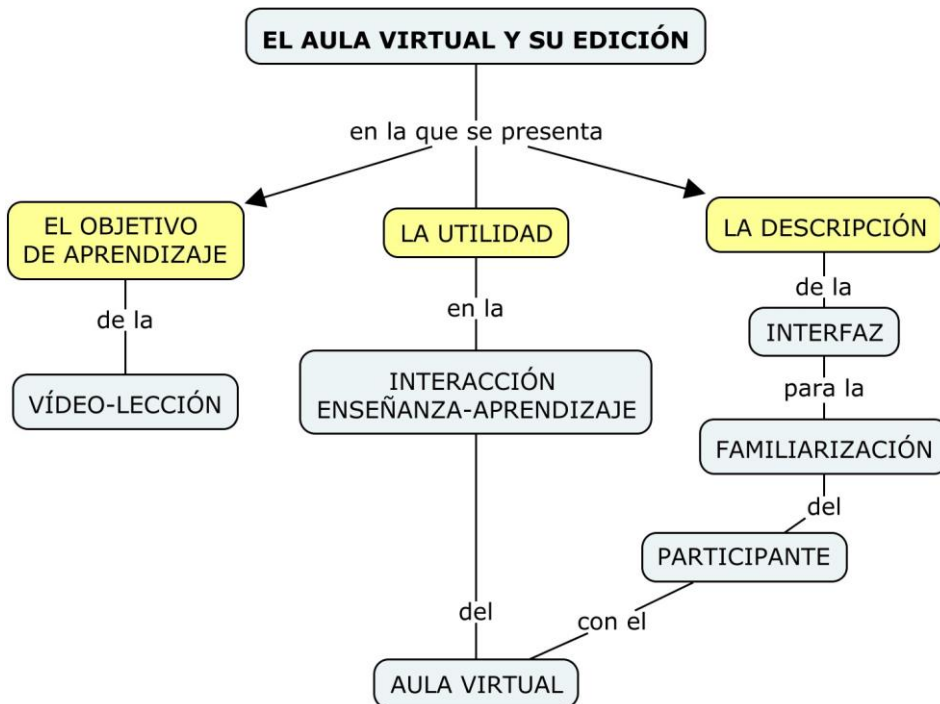 EL AULA VIRTUAL Y SU EDICIÓN
en la que se presenta
EL OBJETIVO
DE APRENDIZAJE
de la
VÍDEO-LECCIÓN
LA UTILIDAD
en la
INTERACCIÓN
ENSEÑANZA-APRENDIZAJE
del
LA DESCRIPCIÓN
de la
INTERFAZ
para la
FAMILIARIZACIÓN
del
PARTICIPANTE
con el
AULA VIRTUAL